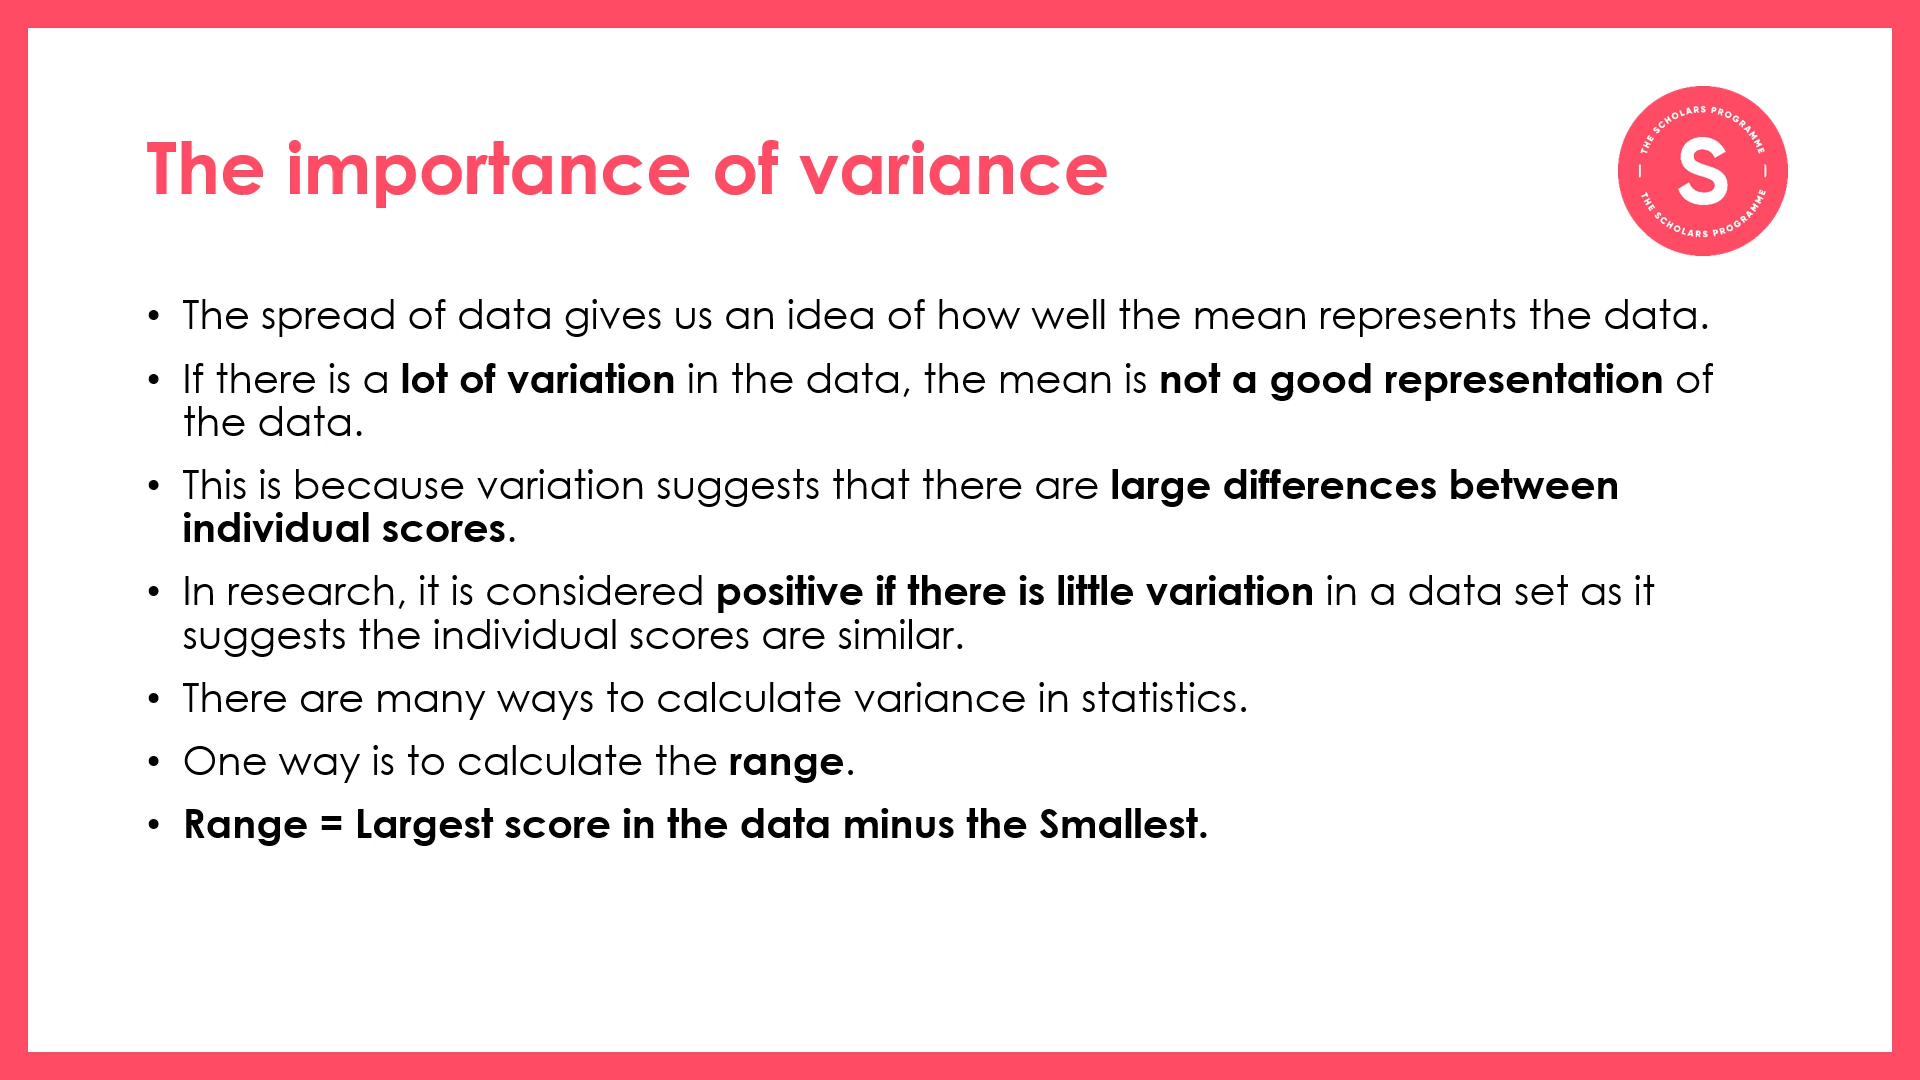 The importance of variance
THE SCHOLARS PROGRAMME
S
THE SCHOLARS PROGRAMME
• The spread of data gives us an idea of how well the mean represents the data.
• If there is a lot of variation in the data, the mean is not a good representation of
the data.
• This is because variation suggests that there are large differences between
individual scores.
• In research, it is considered positive if there is little variation in a data set as it
suggests the individual scores are similar.
• There are many ways to calculate variance in statistics.
• One way is to calculate the range.
• Range = Largest score in the data minus the Smallest.